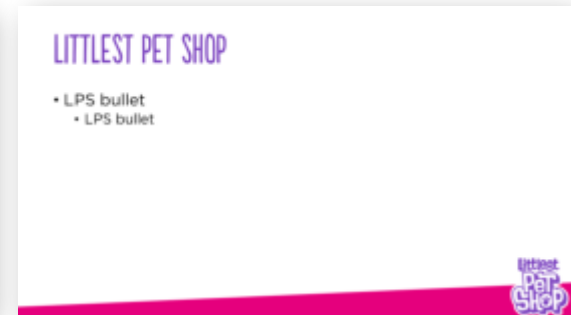 LITTLEST PET SHOP
• LPS bullet
• LPS bullet
Littlest
PET
SHOP